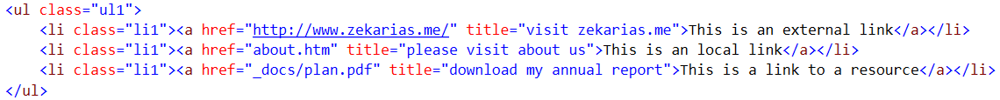 <ul class="ul1">
<li class="li1"><a href="http://www.zekarias.me/" title="visit zekarias.me">This is an external link</a></li>
<li class="li1"><a href="about.htm" title="please visit about us">This is an local link</a></li>
<li class="li1"><a href="_docs/plan.pdf" title="download my annual report">This is a link to a resource</a></li>
</ul>